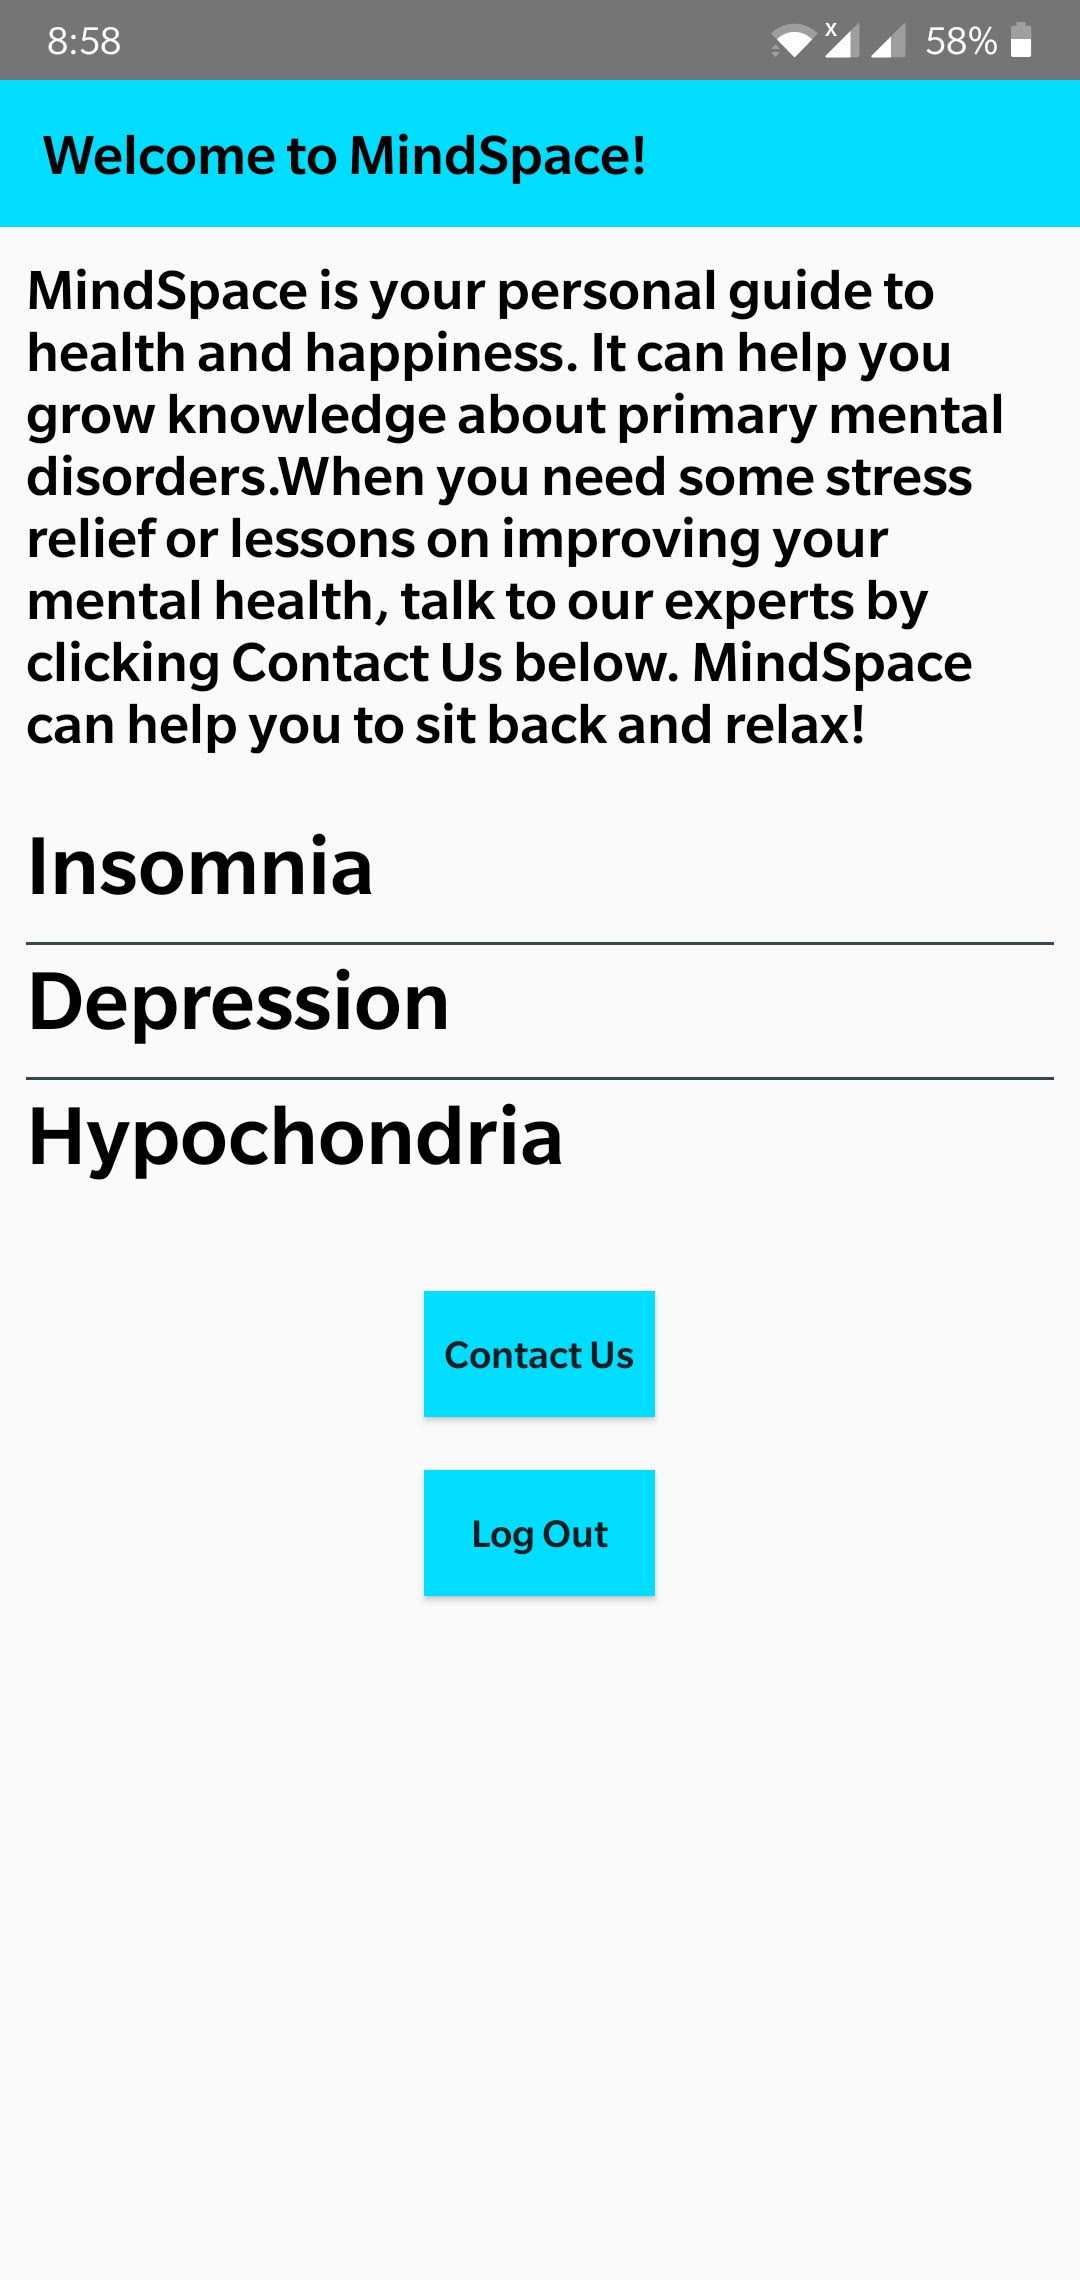 8:58
x
58%
Welcome to MindSpace!
MindSpace is your personal guide to
health and happiness. It can help you
grow knowledge about primary mental
disorders.When you need some stress
relief or lessons on improving your
mental health, talk to our experts by
clicking Contact Us below. MindSpace
can help you to sit back and relax!
Insomnia
Depression
Hypochondria
Contact Us
Log Out